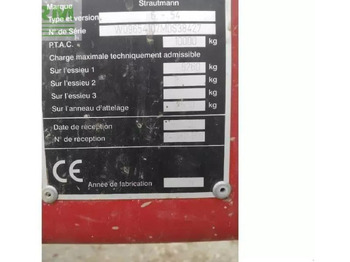 Marque Strautmann
Type et version
N° de Série
P.T.A.C. kg
Charge maximale techniquement admissible
Sur l'essieu 1 kg
Sur l'essieu 2 kg
Sur l'essieu 3 kg
Sur l'anneau d'attelage kg
Date de réception
N° de réception
CE
Année de fabrication